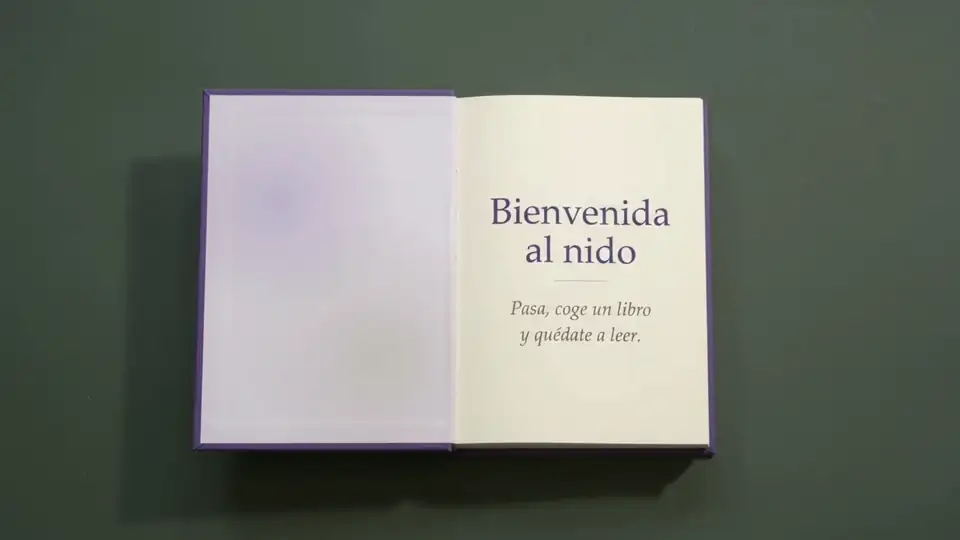 Bienvenida
al nido
Pasa, coge un libro
y quédate a leer.